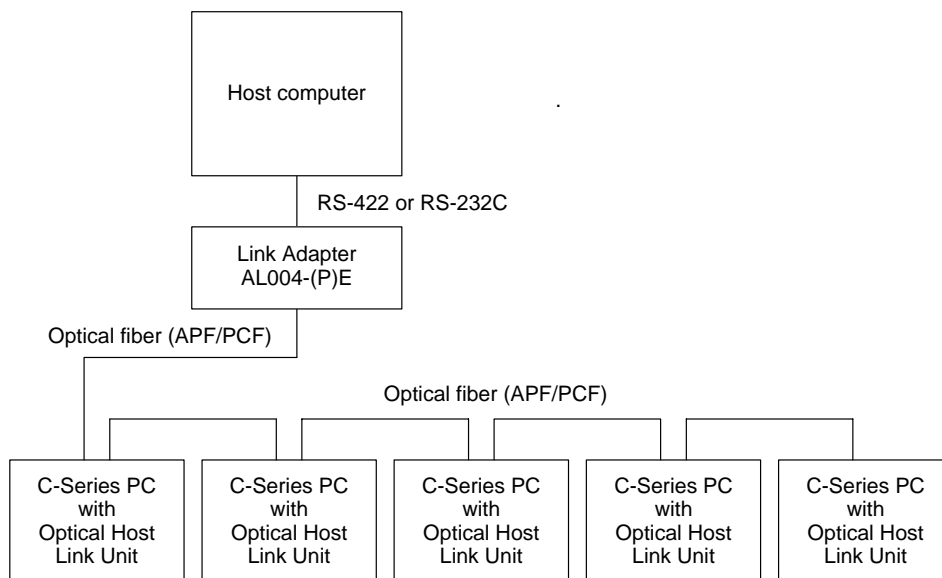 Host computer
.
RS-422 or RS-232C
Link Adapter
AL004-(P)E
Optical fiber (APF/PCF)
Optical fiber (APF/PCF)
C-Series PC
with
Optical Host
Link Unit
C-Series PC
with
Optical Host
Link Unit
C-Series PC
with
Optical Host
Link Unit
C-Series PC
with
Optical Host
Link Unit
C-Series PC
with
Optical Host
Link Unit